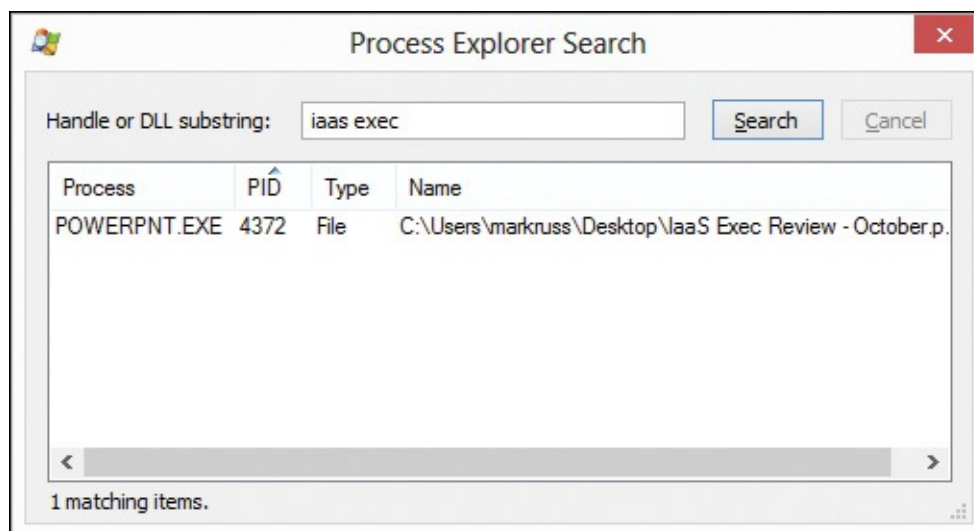 Process Explorer Search
Handle or DLL substring: iaas exec Search Cancel
Process PID Type Name
POWERPNT.EXE 4372 File C:\Users\markruss\Desktop\IaaS Exec Review - October.p.
1 matching items.